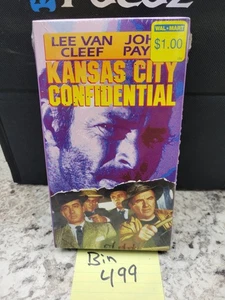 WAL★MART
$1.00
LEE VAN JOH
CLEEF PAY
KANSAS CITY
CONFIDENTIAL
Bin
499